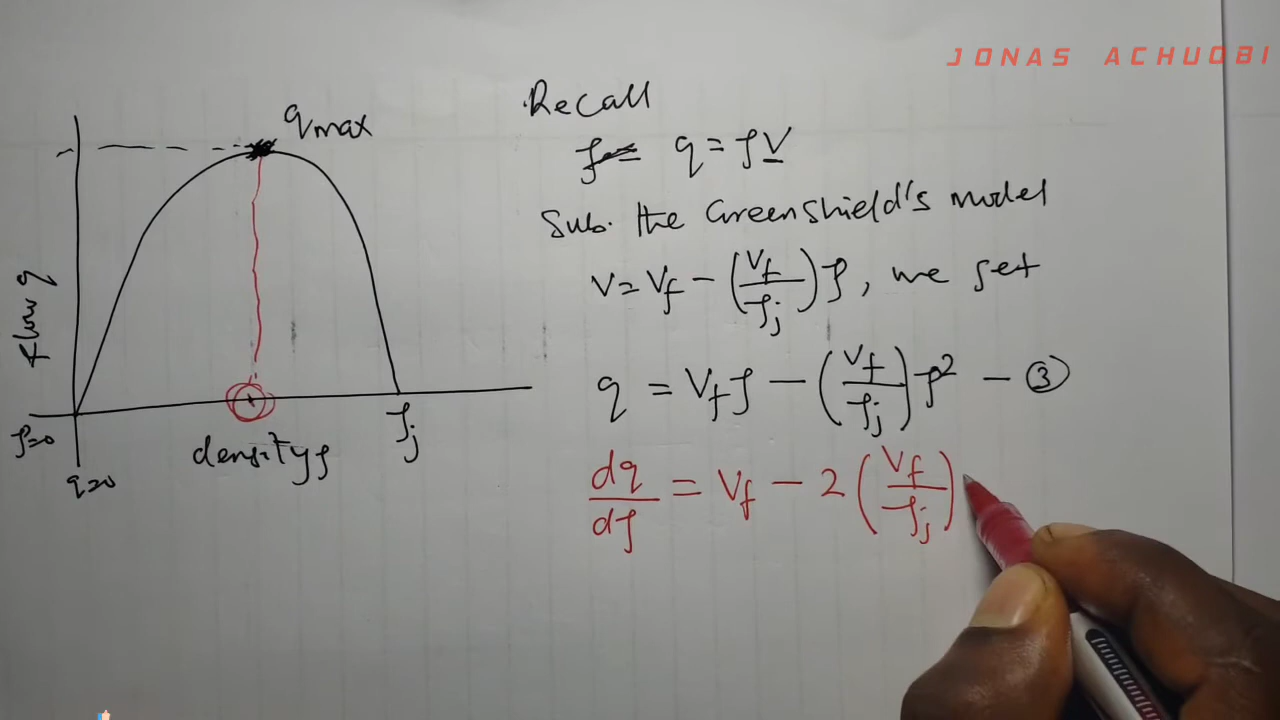 JONAS ACHUOBI
qmax
Flow q
ρ=0
q=0
density ρ
ρj
Recall
q = ρV
Sub. the Greenshield's model
V = Vf - (Vf/ρj)ρ, we get
q = Vfρ - (Vf/ρj)ρ² - ③
dq/dρ = Vf - 2(Vf/ρj)